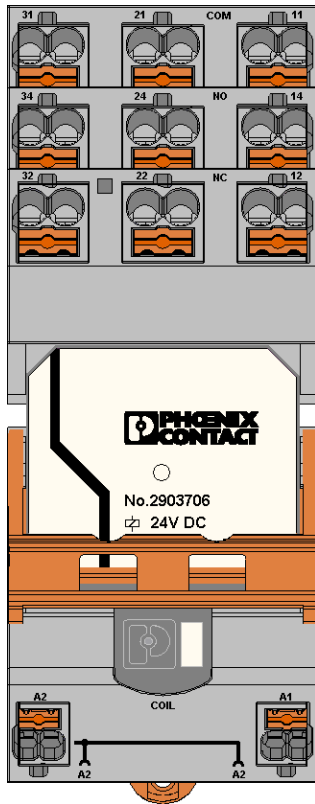 31 21 COM 11
34 24 NO 14
32 22 NC 12
PHŒNIX
CONTACT
No.2903706
24V DC
A2 COIL A1
A2 A2